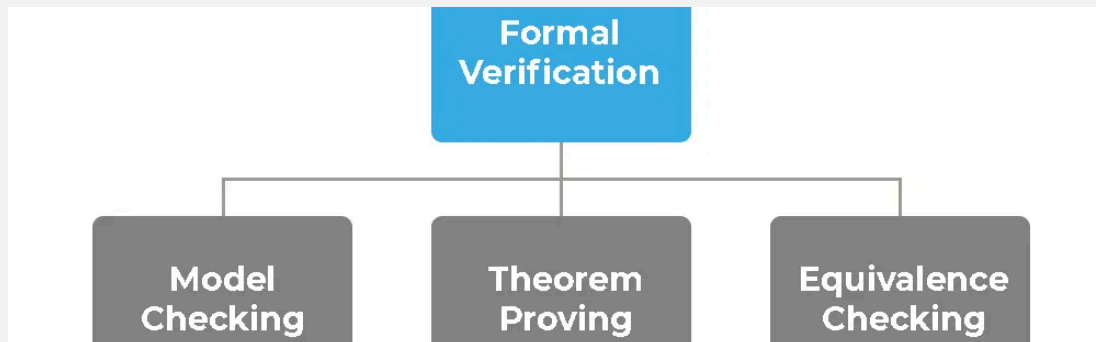 Formal
Verification
Model
Checking
Theorem
Proving
Equivalence
Checking